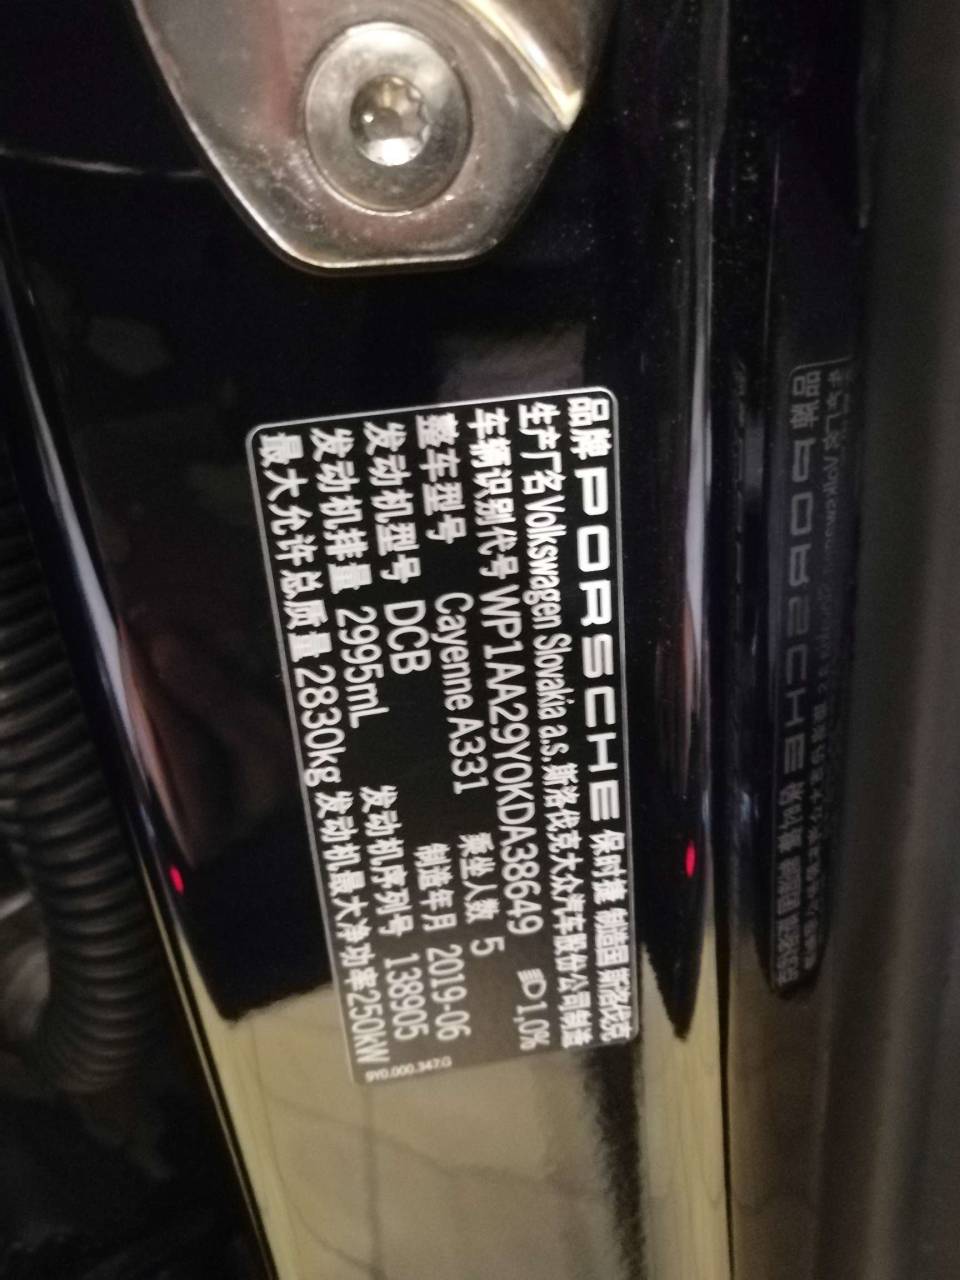 品牌 PORSCHE 保时捷 制造国 斯洛伐克
生产厂名 Volkswagen Slovakia a.s.斯洛伐克大众汽车股份公司制造
车辆识别代号 WP1AA29Y0KDA38649 1,0%
整车型号 Cayenne A331 乘坐人数 5
发动机型号 DCB 制造年月 2019-06
发动机排量 2995mL 发动机序列号 138905
最大允许总质量 2830kg 发动机最大净功率250kW
9Y0.000.347.G